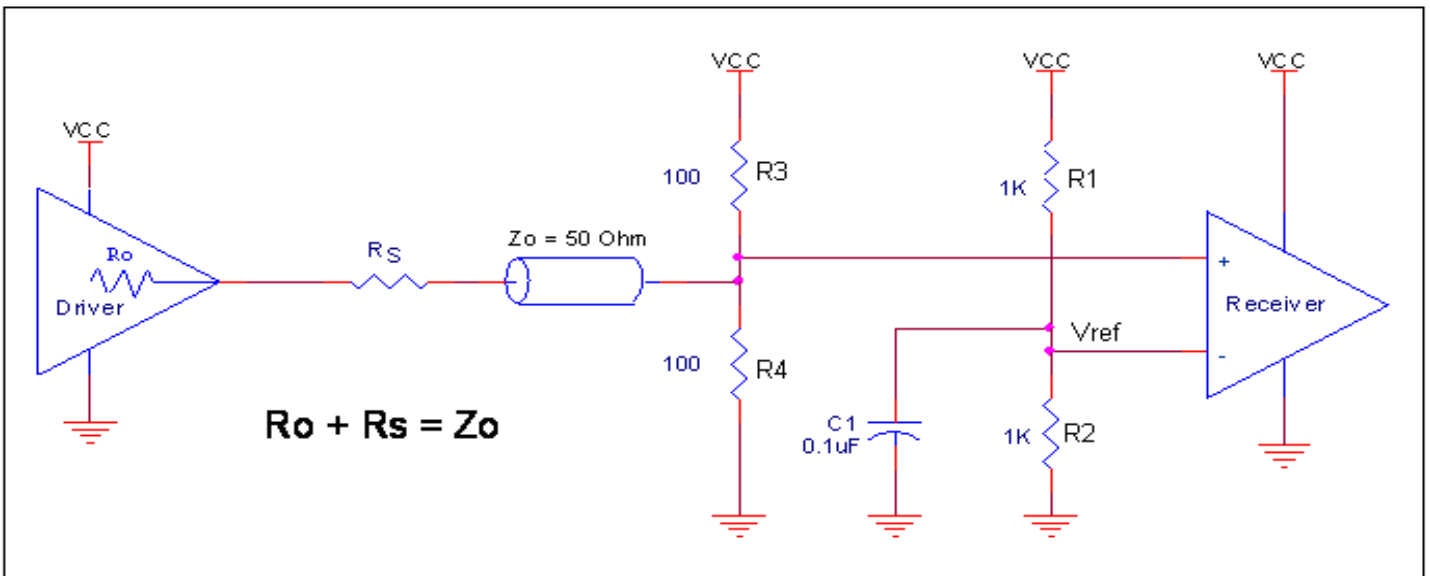 VCC
VCC
VCC
VCC
Ro
Driver
RS
Zo = 50 Ohm
100
R3
1K
R1
+
Receiver
-
Vref
100
R4
C1
0.1uF
1K
R2
Ro + Rs = Zo